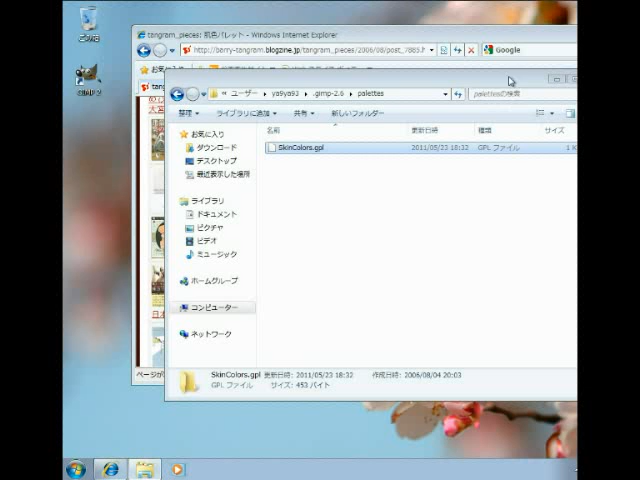 ごみ箱
GIMP 2
tangram_pieces: 肌色パレット - Windows Internet Explorer
http://berry-tangram.blogzine.jp/tangram_pieces/2006/08/post_7885.h
Google
お気に入り
tang
ユーザー ▸ ya9ya93 ▸ .gimp-2.6 ▸ palettes
palettesの検索
整理 ライブラリに追加 共有 新しいフォルダー
名前 更新日時 種類 サイズ
SkinColors.gpl 2011/05/23 18:32 GPL ファイル 1 K
お気に入り
ダウンロード
デスクトップ
最近表示した場所
ライブラリ
ドキュメント
ピクチャ
ビデオ
ミュージック
ホームグループ
コンピューター
ネットワーク
SkinColors.gpl 更新日時: 2011/05/23 18:32 作成日時: 2006/08/04 20:03
GPL ファイル サイズ: 453 バイト
ページが